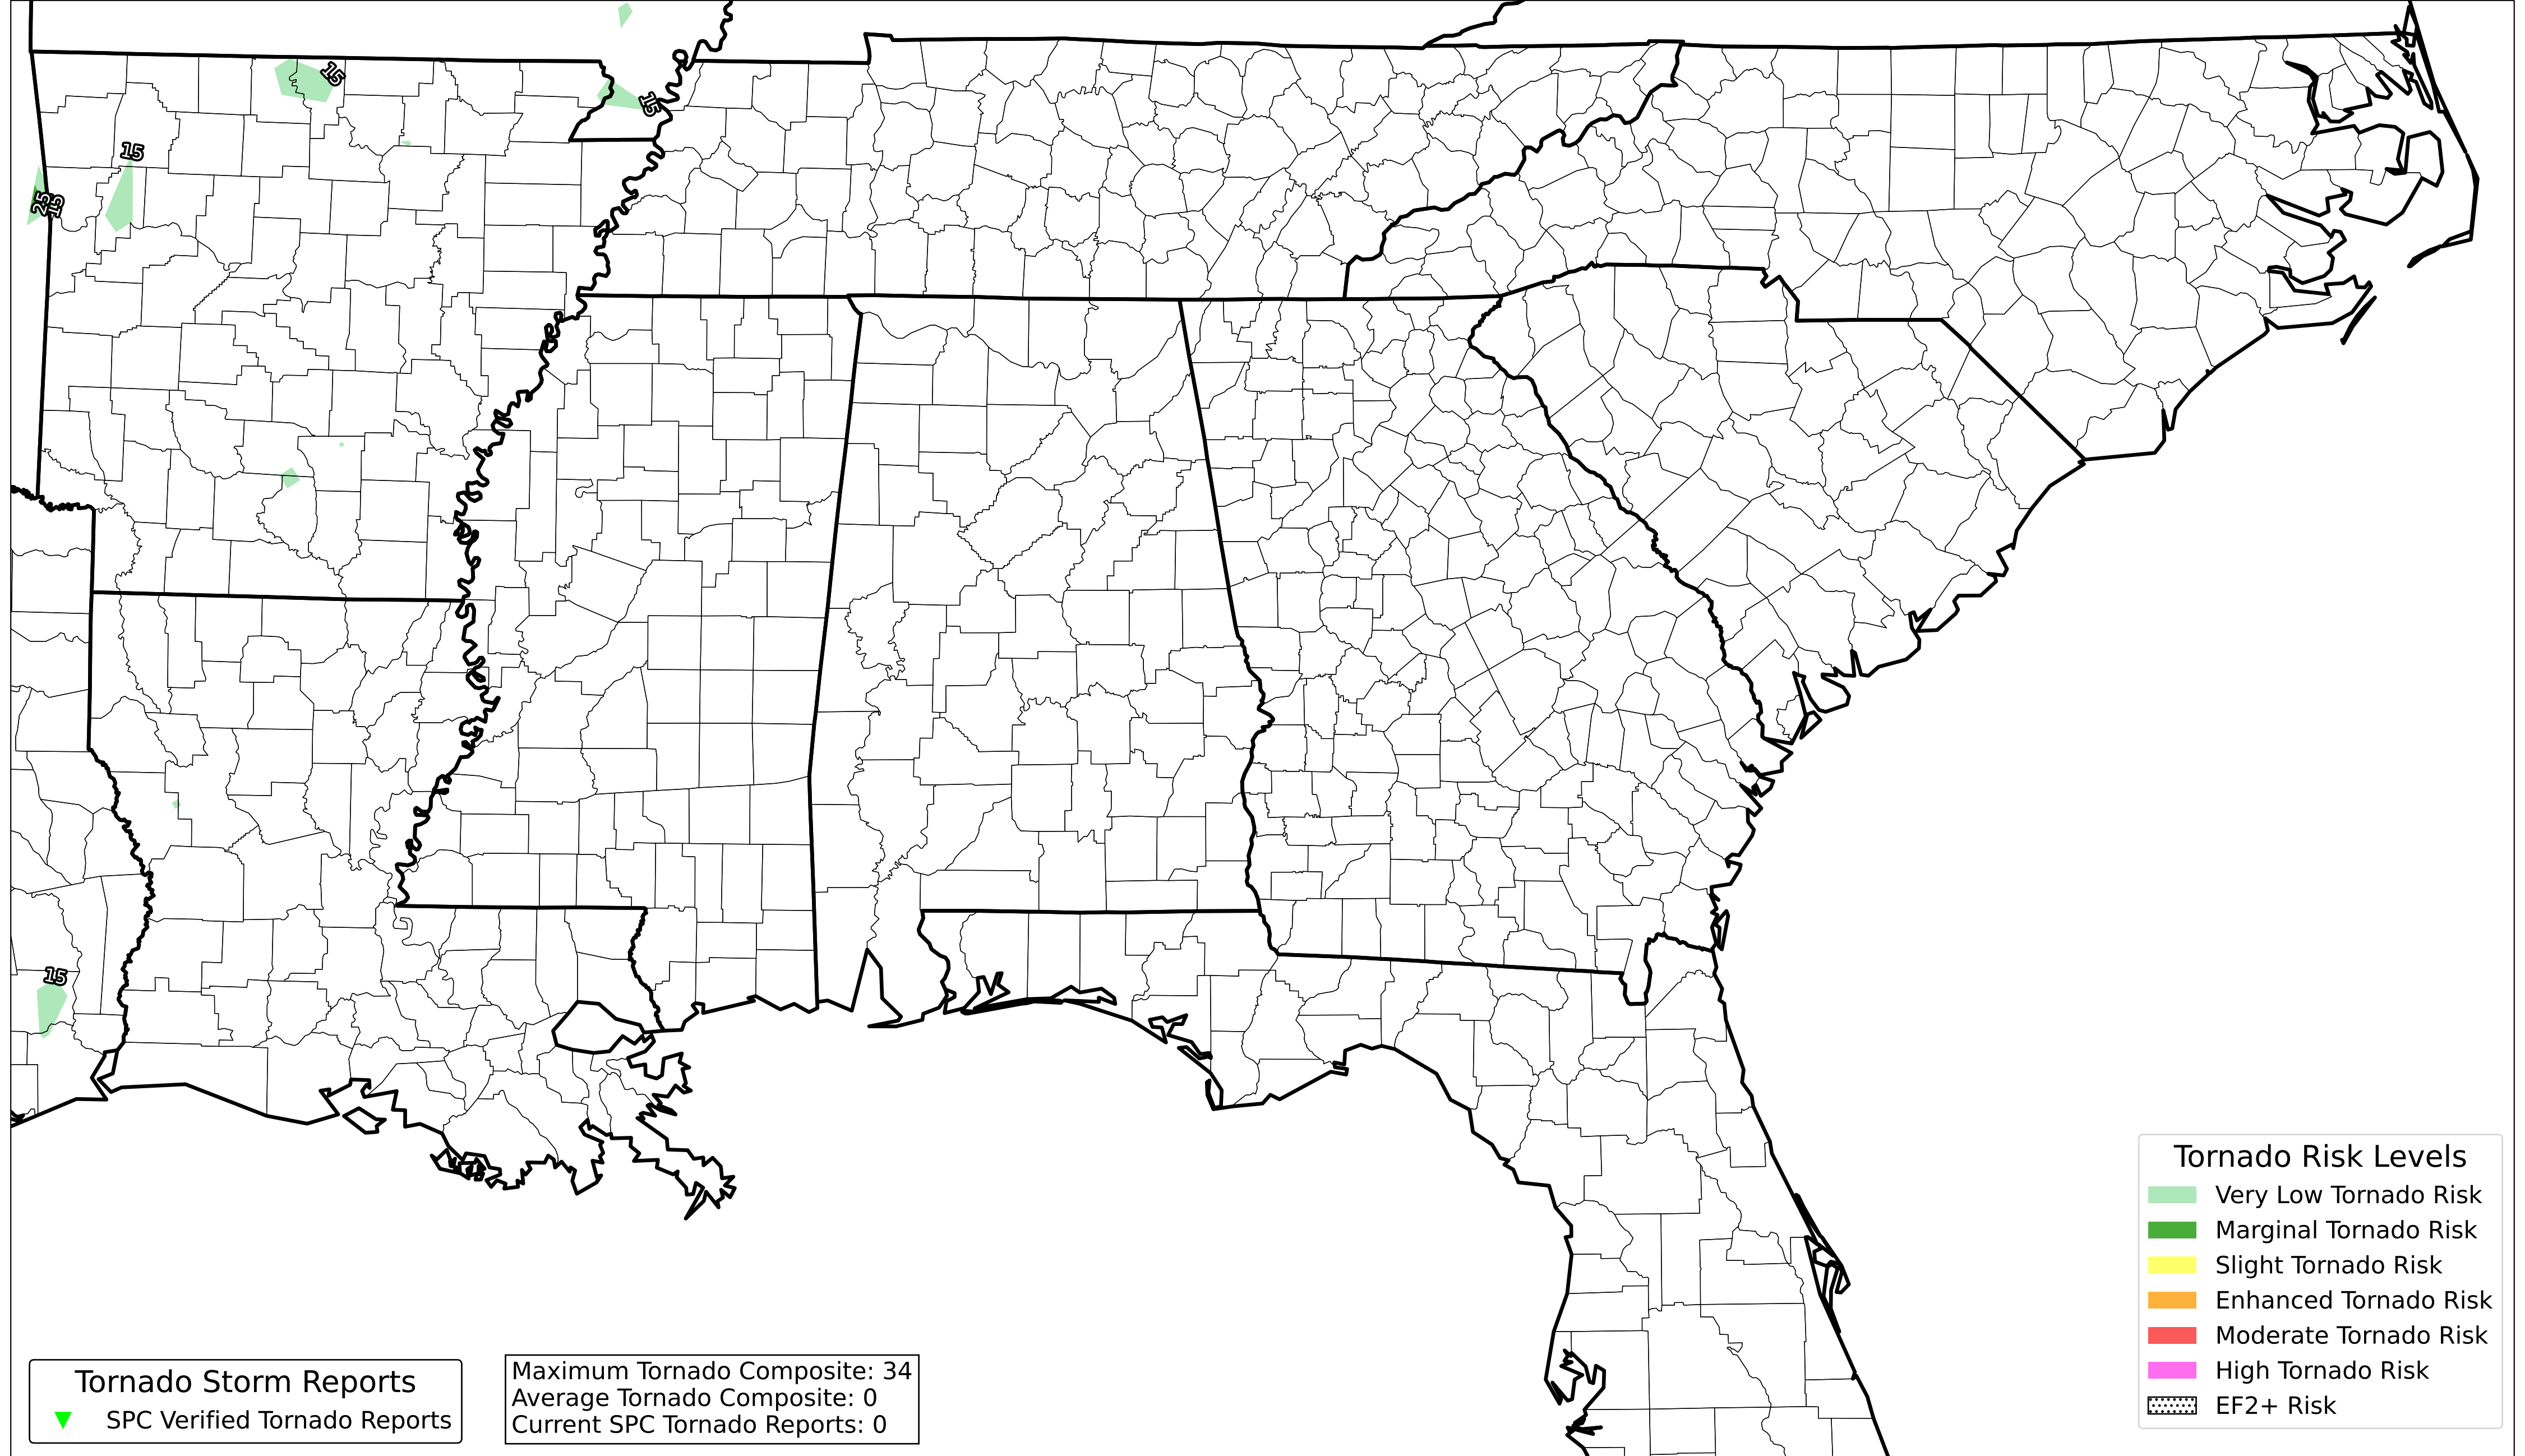 15
15
15
25
15
15
Tornado Risk Levels
Very Low Tornado Risk
Marginal Tornado Risk
Slight Tornado Risk
Enhanced Tornado Risk
Moderate Tornado Risk
High Tornado Risk
EF2+ Risk
Tornado Storm Reports
SPC Verified Tornado Reports
Maximum Tornado Composite: 34
Average Tornado Composite: 0
Current SPC Tornado Reports: 0